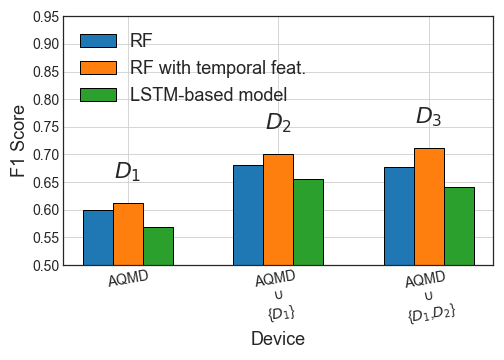 F1 Score
0.95
0.90
0.85
0.80
0.75
0.70
0.65
0.60
0.55
0.50
RF
RF with temporal feat.
LSTM-based model
D₁
D₂
D₃
AQMD
AQMD
∪
{D₁}
AQMD
∪
{D₁,D₂}
Device